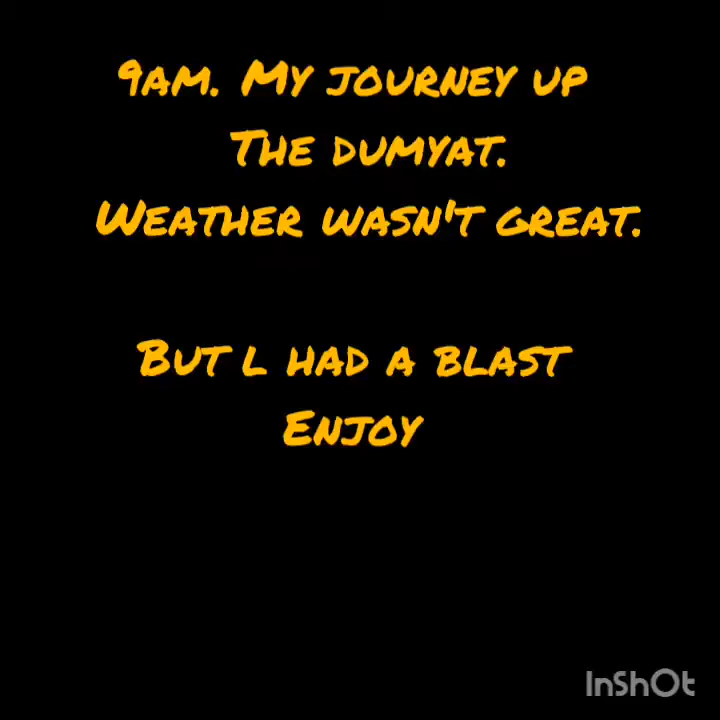 9AM. MY JOURNEY UP
THE DUMYAT.
WEATHER WASN'T GREAT.
BUT L HAD A BLAST
ENJOY
InShOt